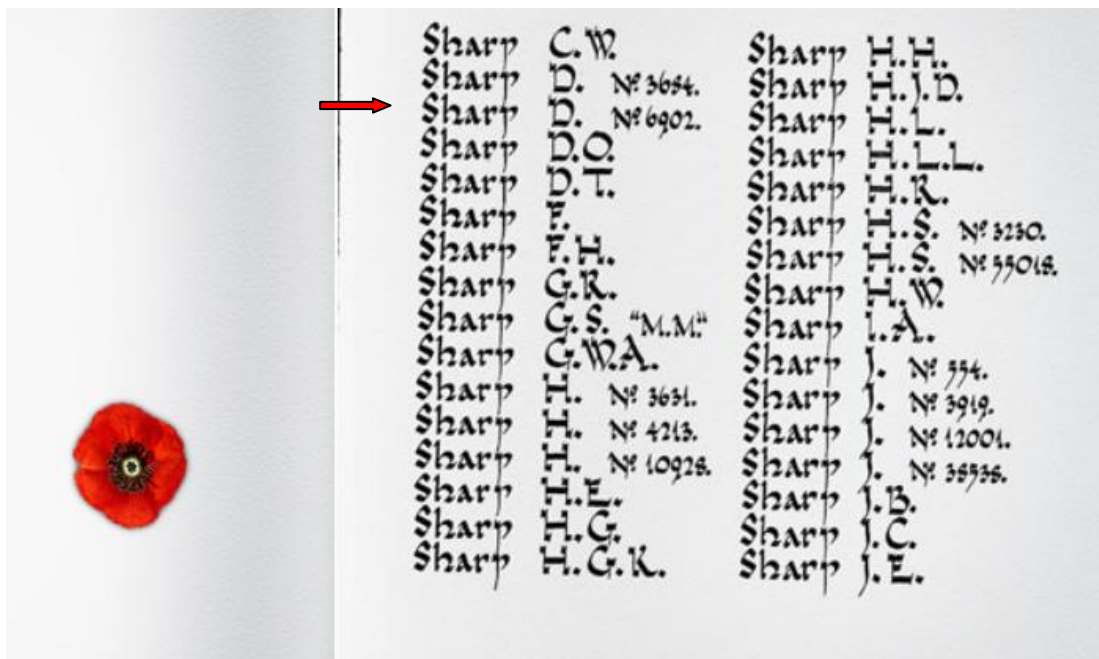 Sharp C.W.
Sharp D. Nº 3684.
Sharp D. Nº 6902.
Sharp D.O.
Sharp D.T.
Sharp F.
Sharp F.H.
Sharp G.R.
Sharp G.S. "M.M."
Sharp G.W.A.
Sharp H. Nº 3631.
Sharp H. Nº 4213.
Sharp H. Nº 10928.
Sharp H.E.
Sharp H.G.
Sharp H.G.K.
Sharp H.H.
Sharp H.J.D.
Sharp H.L.
Sharp H.L.L.
Sharp H.R.
Sharp H.S. Nº 3230.
Sharp H.S. Nº 55018.
Sharp H.W.
Sharp I.A.
Sharp J. Nº 554.
Sharp J. Nº 3919.
Sharp J. Nº 12001.
Sharp J. Nº 38538.
Sharp J.B.
Sharp J.C.
Sharp J.E.